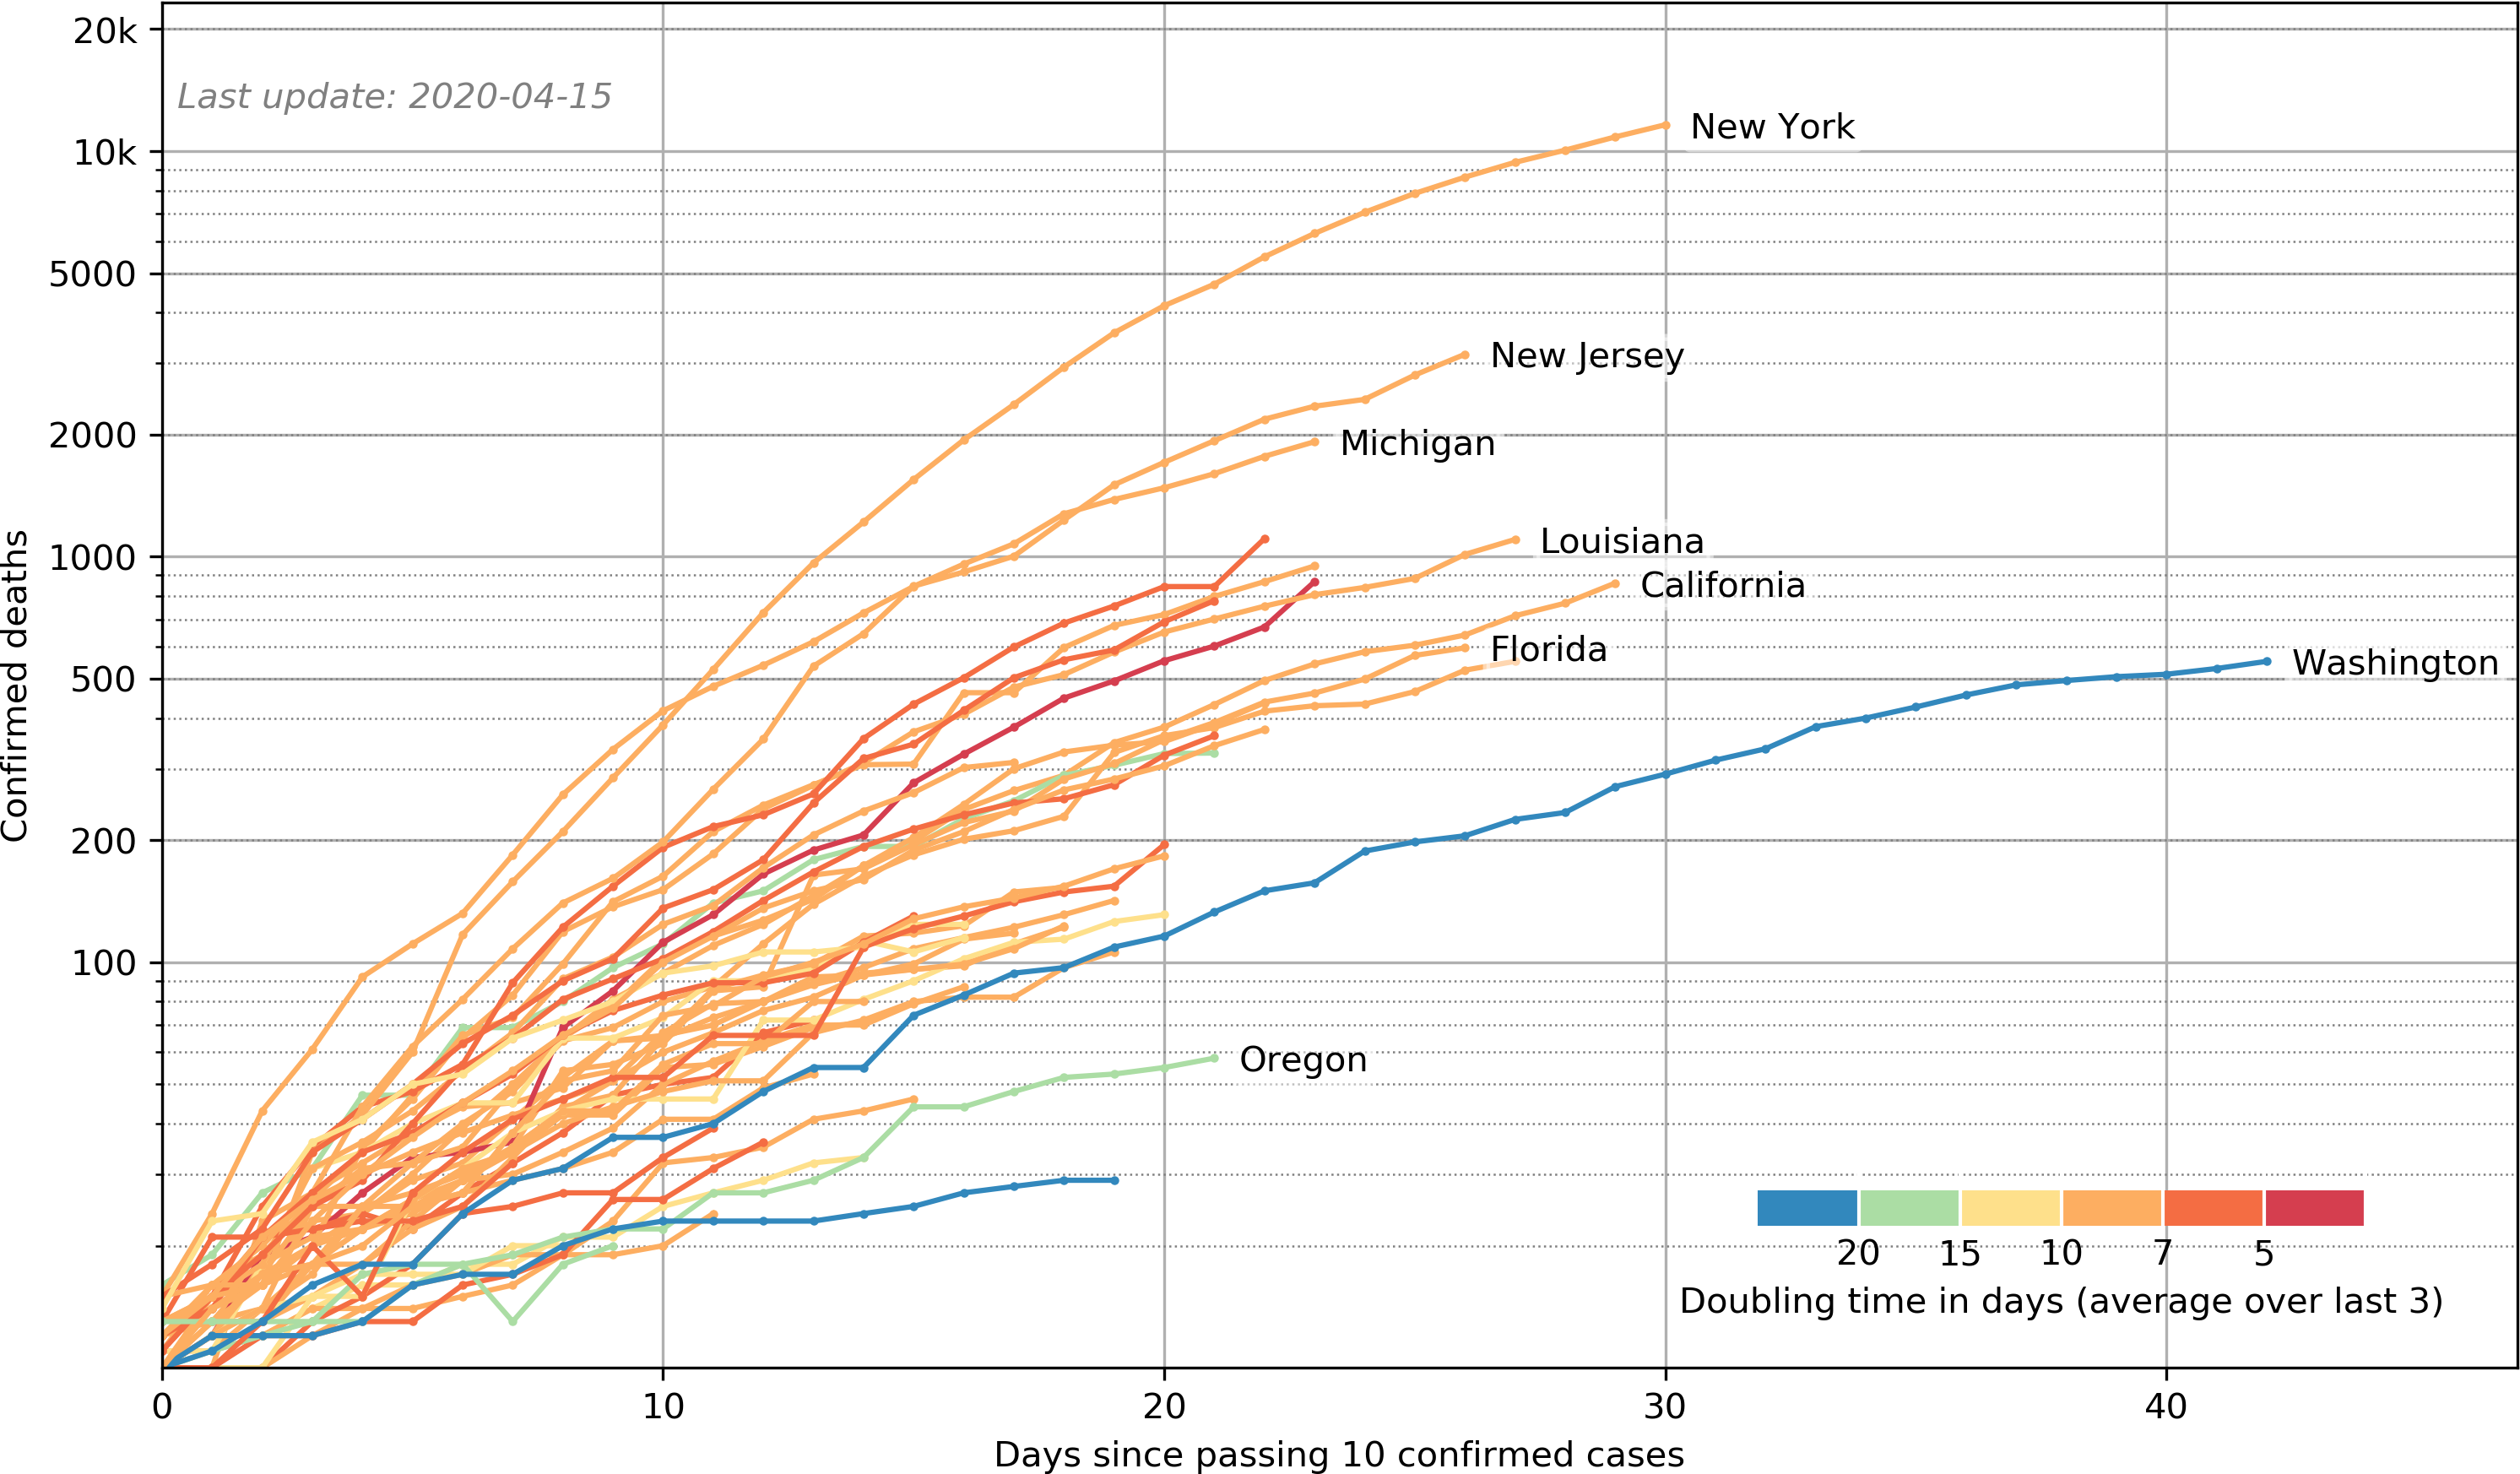 20k
Last update: 2020-04-15
New York
10k
5000
New Jersey
2000
Michigan
Louisiana
1000
California
Florida
Washington
500
Confirmed deaths
200
100
Oregon
20 15 10 7 5
Doubling time in days (average over last 3)
0 10 20 30 40
Days since passing 10 confirmed cases